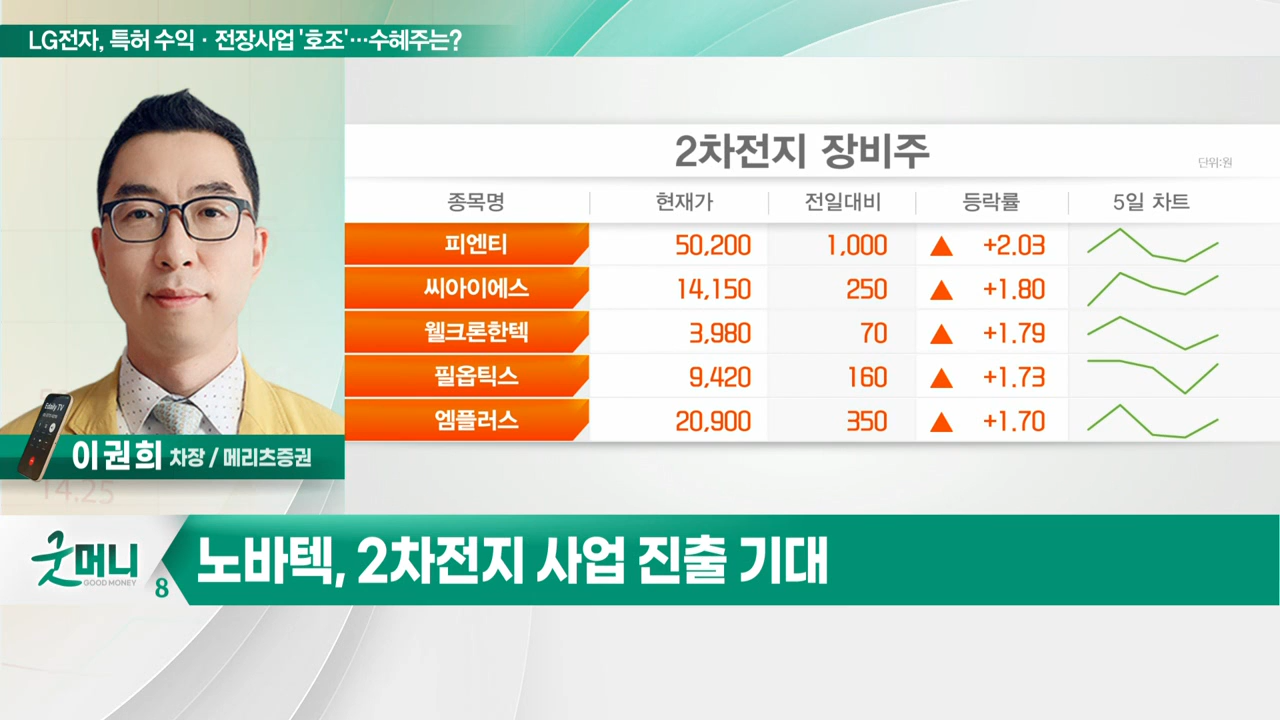 LG전자, 특허 수익 · 전장사업 '호조'…수혜주는?
2차전지 장비주
단위:원
종목명 현재가 전일대비 등락률 5일 차트
피엔티 50,200 1,000 ▲ +2.03
씨아이에스 14,150 250 ▲ +1.80
웰크론한텍 3,980 70 ▲ +1.79
필옵틱스 9,420 160 ▲ +1.73
엠플러스 20,900 350 ▲ +1.70
Edaily TV
이권희 차장 / 메리츠증권
14.25
굿머니
GOOD MONEY
8
노바텍, 2차전지 사업 진출 기대